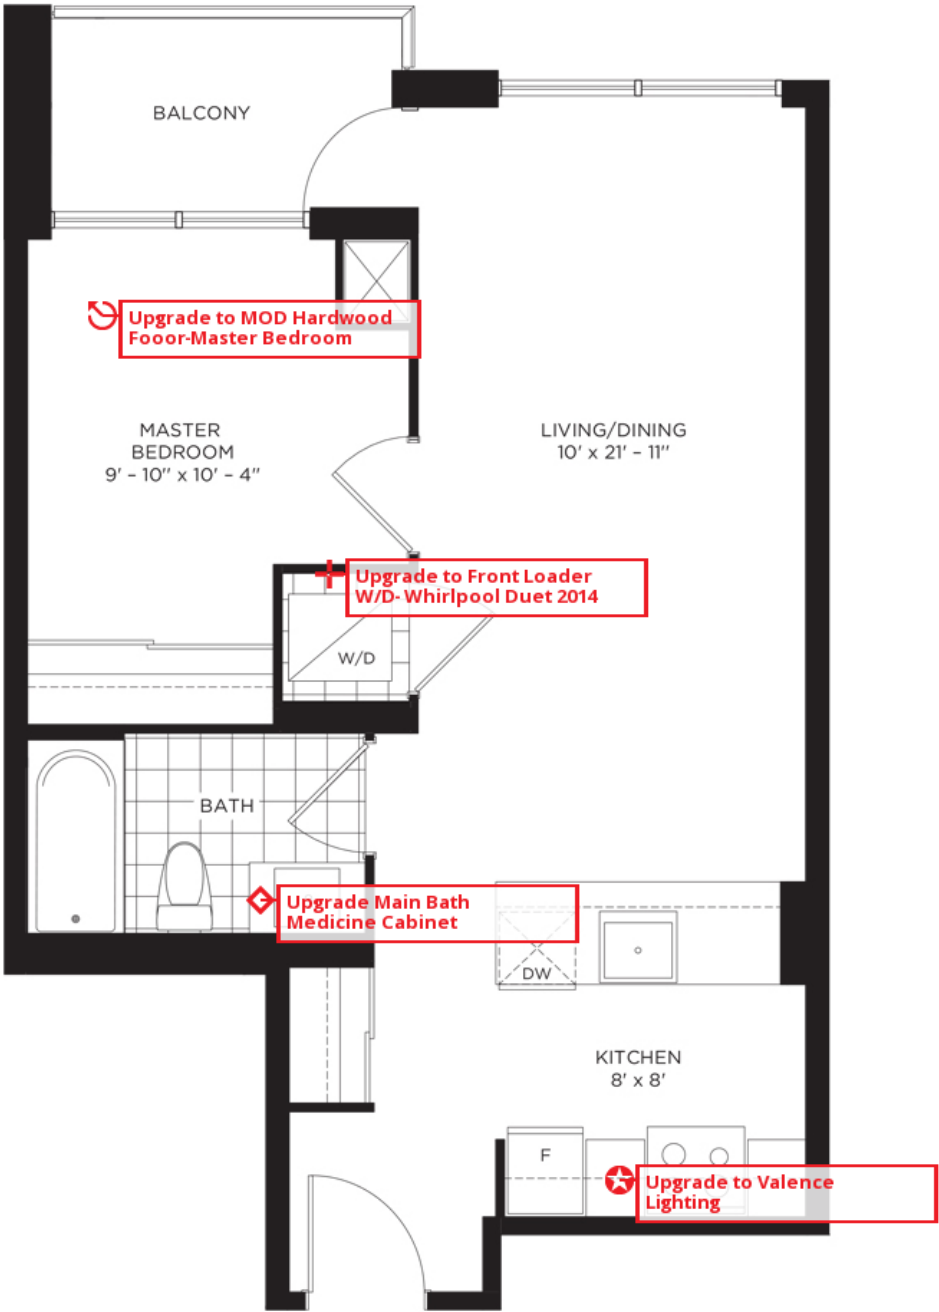 BALCONY
Upgrade to MOD Hardwood
Fooor-Master Bedroom
MASTER
BEDROOM
9' – 10" x 10' – 4"
LIVING/DINING
10' x 21' – 11"
Upgrade to Front Loader
W/D- Whirlpool Duet 2014
W/D
BATH
Upgrade Main Bath
Medicine Cabinet
DW
KITCHEN
8' x 8'
F
Upgrade to Valence
Lighting